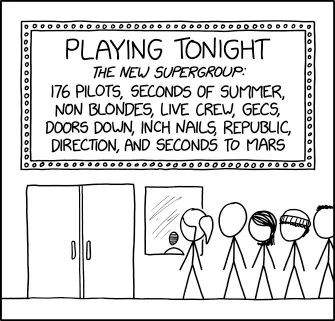 PLAYING TONIGHT
THE NEW SUPERGROUP:
176 PILOTS, SECONDS OF SUMMER,
NON BLONDES, LIVE CREW, GECS,
DOORS DOWN, INCH NAILS, REPUBLIC,
DIRECTION, AND SECONDS TO MARS